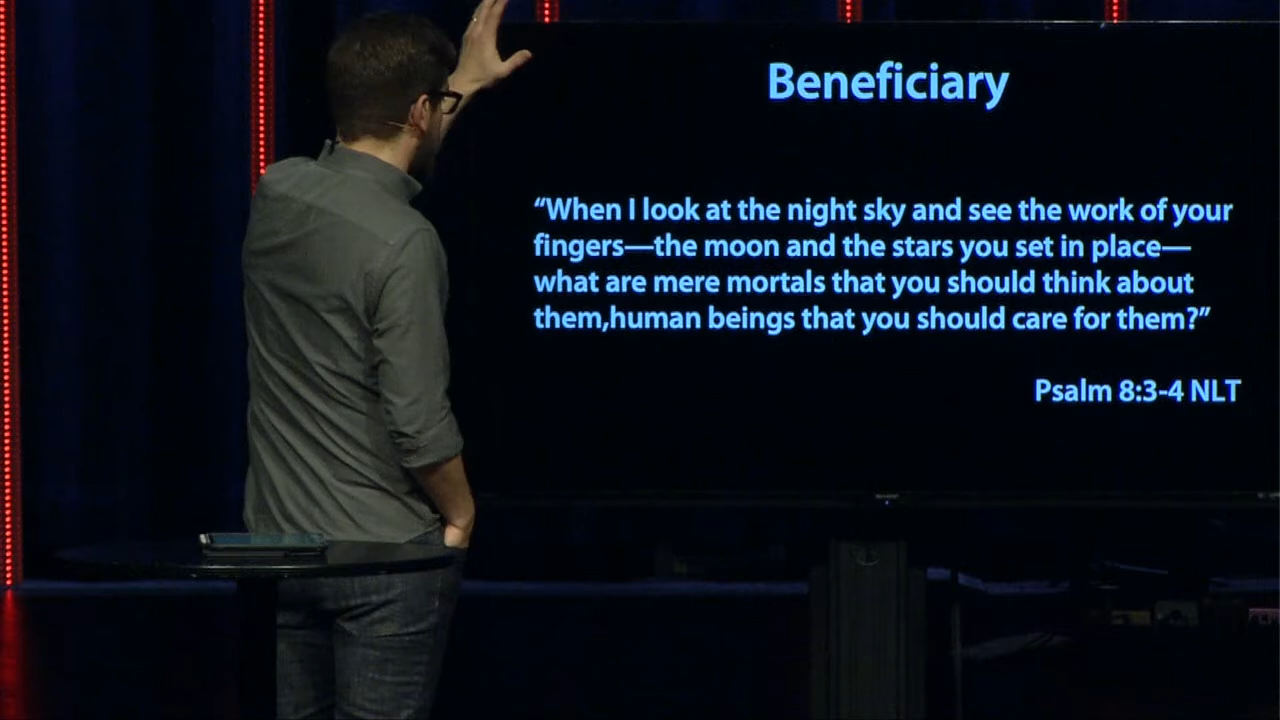 Beneficiary
“When I look at the night sky and see the work of your
fingers—the moon and the stars you set in place—
what are mere mortals that you should think about
them,human beings that you should care for them?”
Psalm 8:3-4 NLT